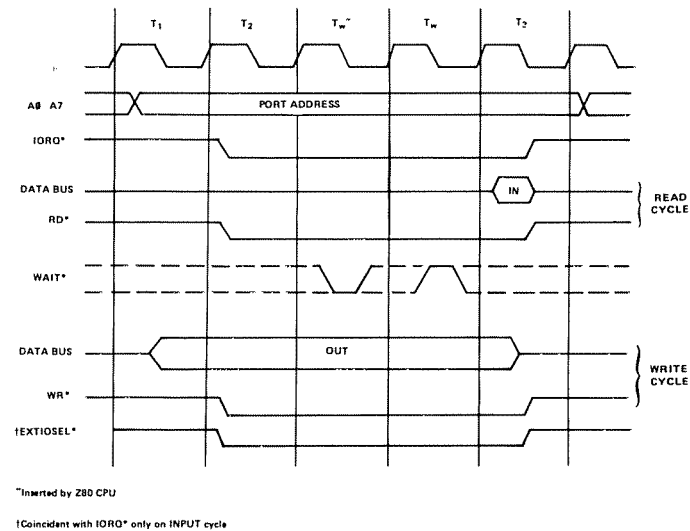 T1 T2 Tw* Tw T3
A0 A7 PORT ADDRESS
IORQ*
DATA BUS IN
READ CYCLE
RD*
WAIT*
DATA BUS OUT
WRITE CYCLE
WR*
†EXTIOSEL*
*Inserted by Z80 CPU
†Coincident with IORQ* only on INPUT cycle